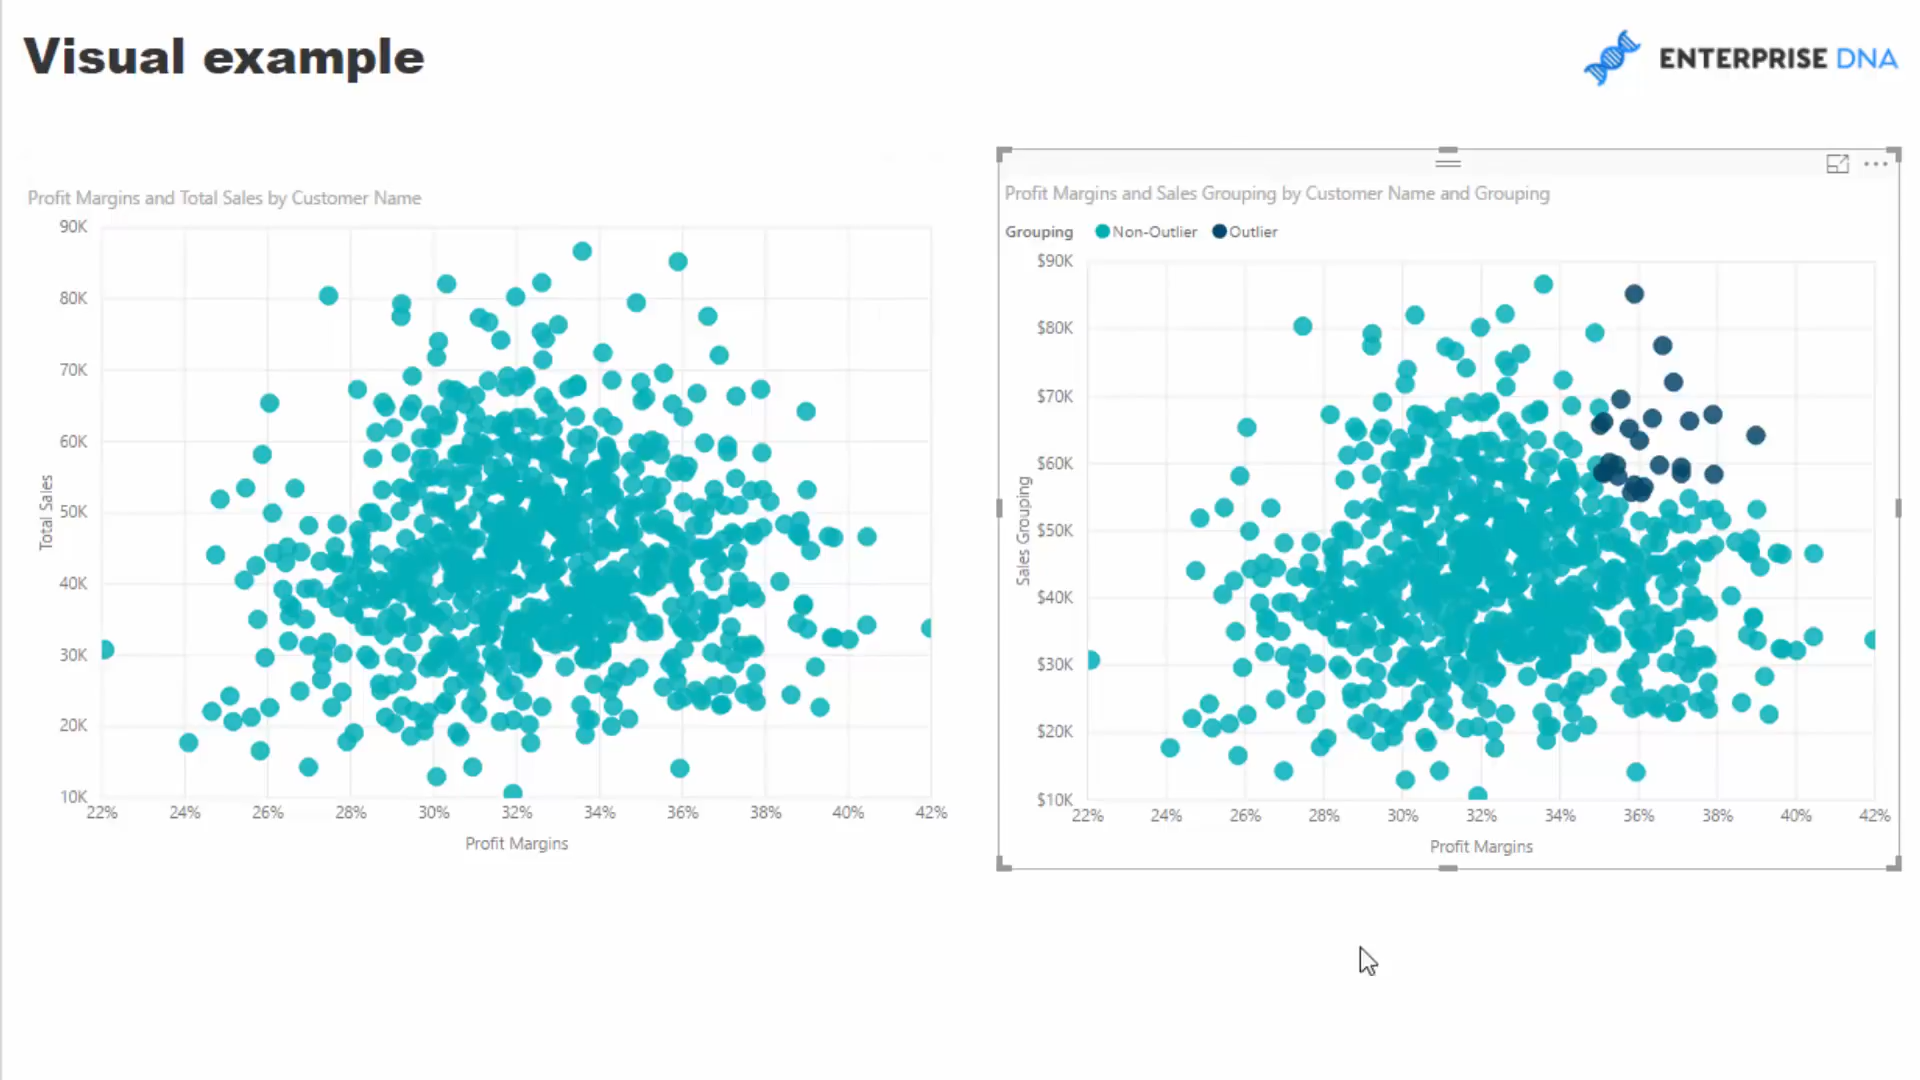 Visual example
ENTERPRISE DNA
Profit Margins and Total Sales by Customer Name
90K
80K
70K
60K
50K
40K
30K
20K
10K
Total Sales
22% 24% 26% 28% 30% 32% 34% 36% 38% 40% 42%
Profit Margins
Profit Margins and Sales Grouping by Customer Name and Grouping
Grouping Non-Outlier Outlier
$90K
$80K
$70K
$60K
$50K
$40K
$30K
$20K
$10K
Sales Grouping
22% 24% 26% 28% 30% 32% 34% 36% 38% 40% 42%
Profit Margins